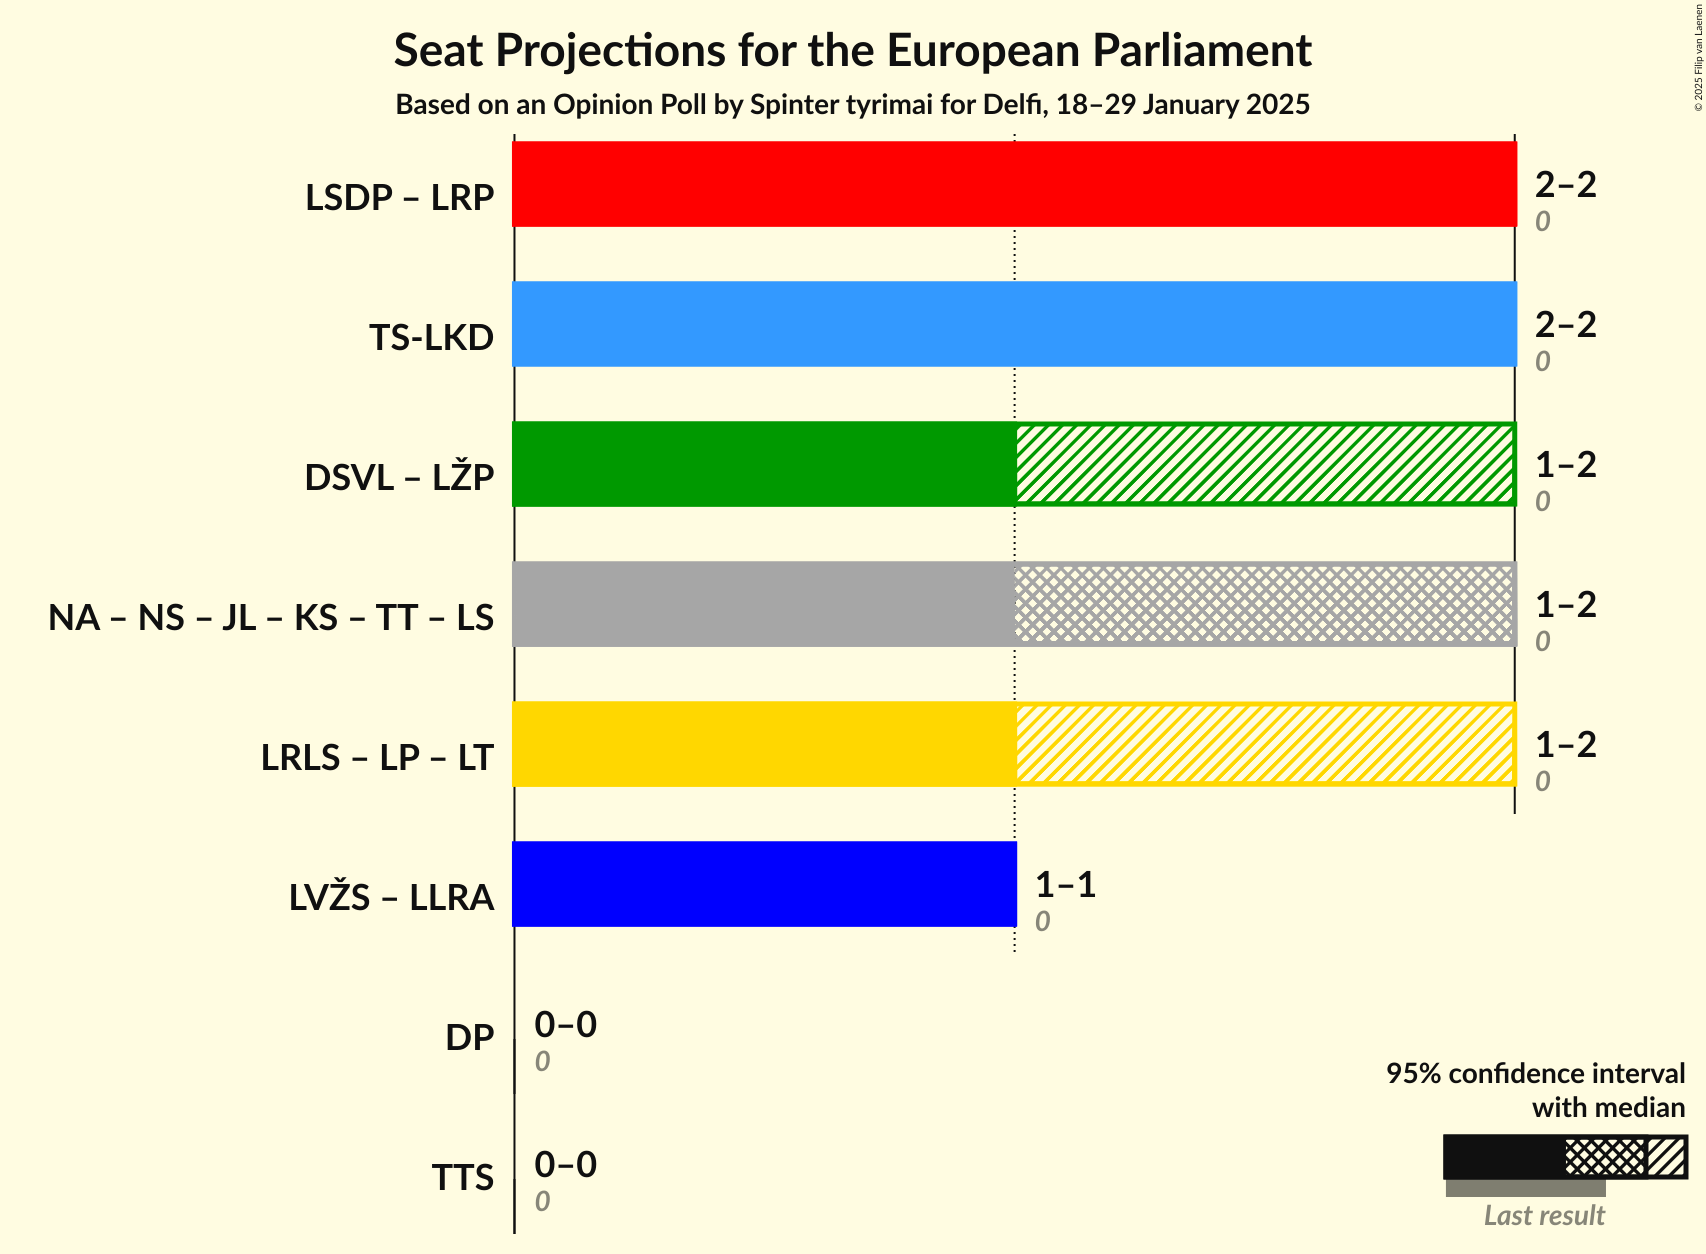 Seat Projections for the European Parliament
Based on an Opinion Poll by Spinter tyrimai for Delfi, 18–29 January 2025
© 2025 Filip van Laenen
LSDP – LRP
2–2
0
TS-LKD
2–2
0
DSVL – LŽP
1–2
0
NA – NS – JL – KS – TT – LS
1–2
0
LRLS – LP – LT
1–2
0
LVŽS – LLRA
1–1
0
DP
0–0
0
TTS
0–0
0
95% confidence interval
with median
Last result